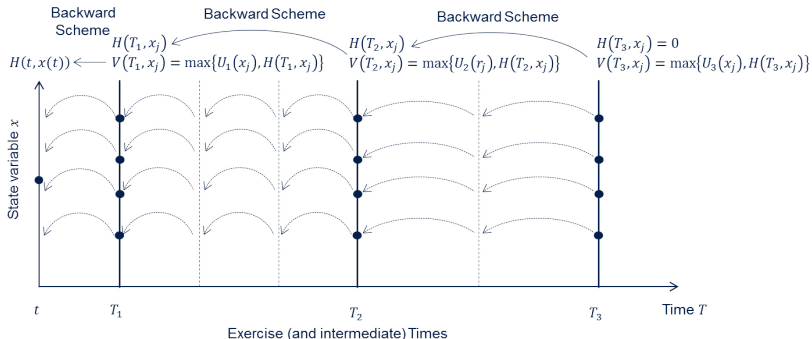 Backward Scheme
Backward Scheme
Backward Scheme
H(T₁, xⱼ)
H(T₂, xⱼ)
H(T₃, xⱼ) = 0
H(t, x(t))
V(T₁, xⱼ) = max{U₁(xⱼ), H(T₁, xⱼ)}
V(T₂, xⱼ) = max{U₂(rⱼ), H(T₂, xⱼ)}
V(T₃, xⱼ) = max{U₃(xⱼ), H(T₃, xⱼ)}
State variable x
t
T₁
T₂
T₃
Time T
Exercise (and intermediate) Times